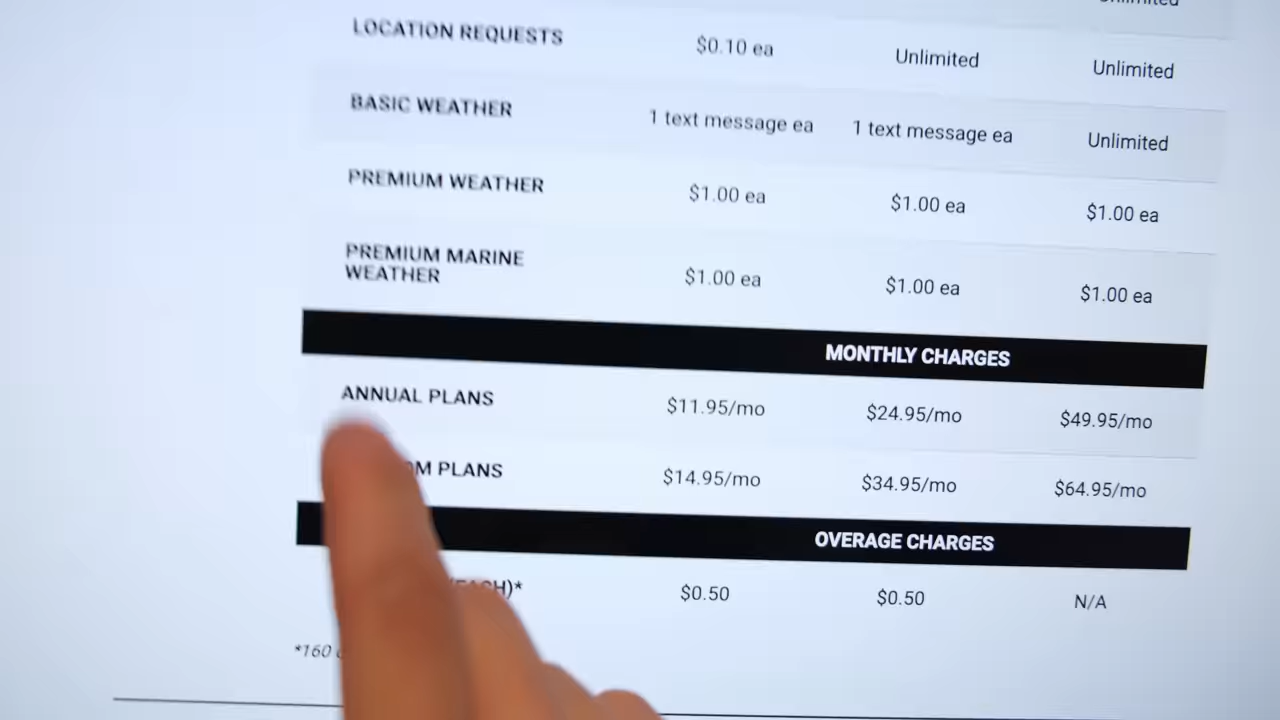 LOCATION REQUESTS $0.10 ea Unlimited Unlimited
BASIC WEATHER 1 text message ea 1 text message ea Unlimited
PREMIUM WEATHER $1.00 ea $1.00 ea $1.00 ea
PREMIUM MARINE
WEATHER $1.00 ea $1.00 ea $1.00 ea
MONTHLY CHARGES
ANNUAL PLANS $11.95/mo $24.95/mo $49.95/mo
PLANS $14.95/mo $34.95/mo $64.95/mo
OVERAGE CHARGES
$0.50 $0.50 N/A
*160